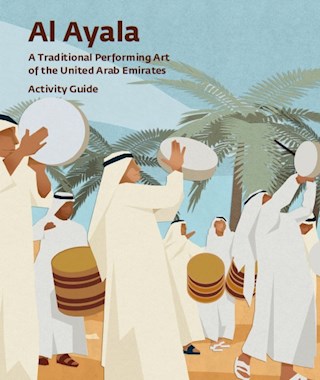 Al Ayala
A Traditional Performing Art
of the United Arab Emirates
Activity Guide